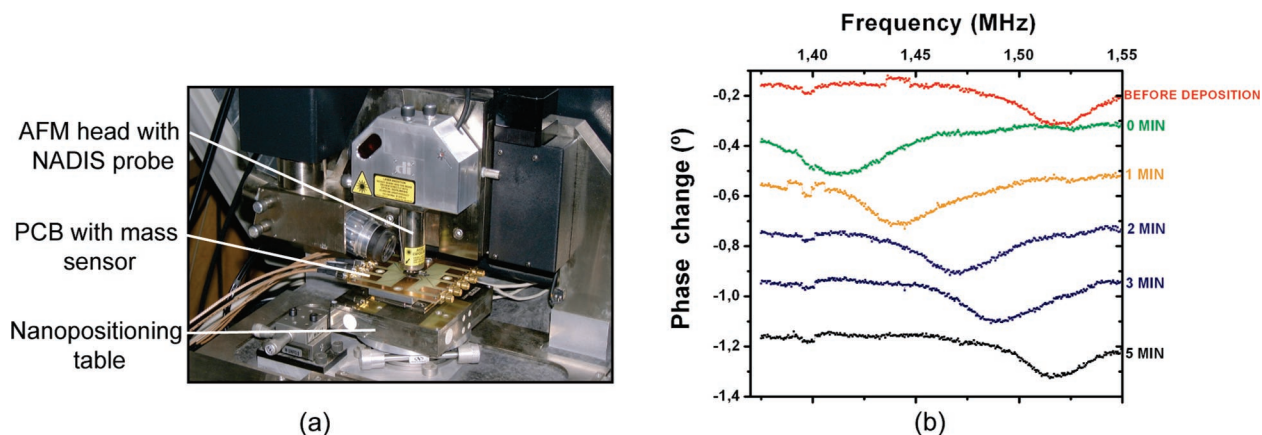 AFM head with
NADIS probe
PCB with mass
sensor
Nanopositioning
table
(a)
Frequency (MHz)
1,40 1,45 1,50 1,55
Phase change (º)
-0,2
-0,4
-0,6
-0,8
-1,0
-1,2
-1,4
BEFORE DEPOSITION
0 MIN
1 MIN
2 MIN
3 MIN
5 MIN
(b)